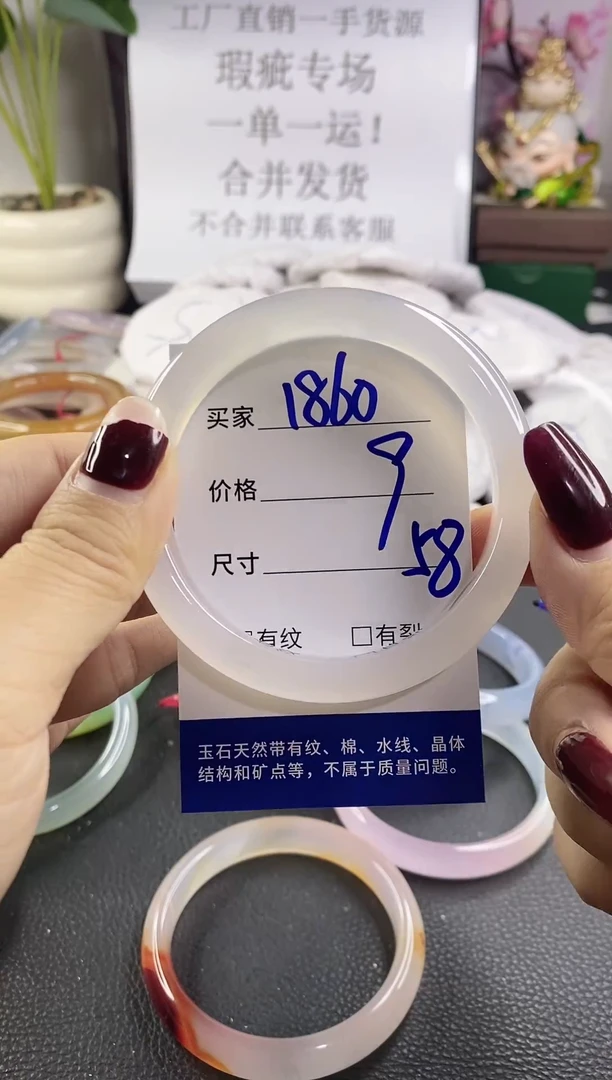 工厂直销一手货源
瑕疵专场
一单一运！
合并发货
不合并联系客服
买家 1860
价格 9
尺寸 58
有纹 □有裂
玉石天然带有纹、棉、水线、晶体
结构和矿点等，不属于质量问题。